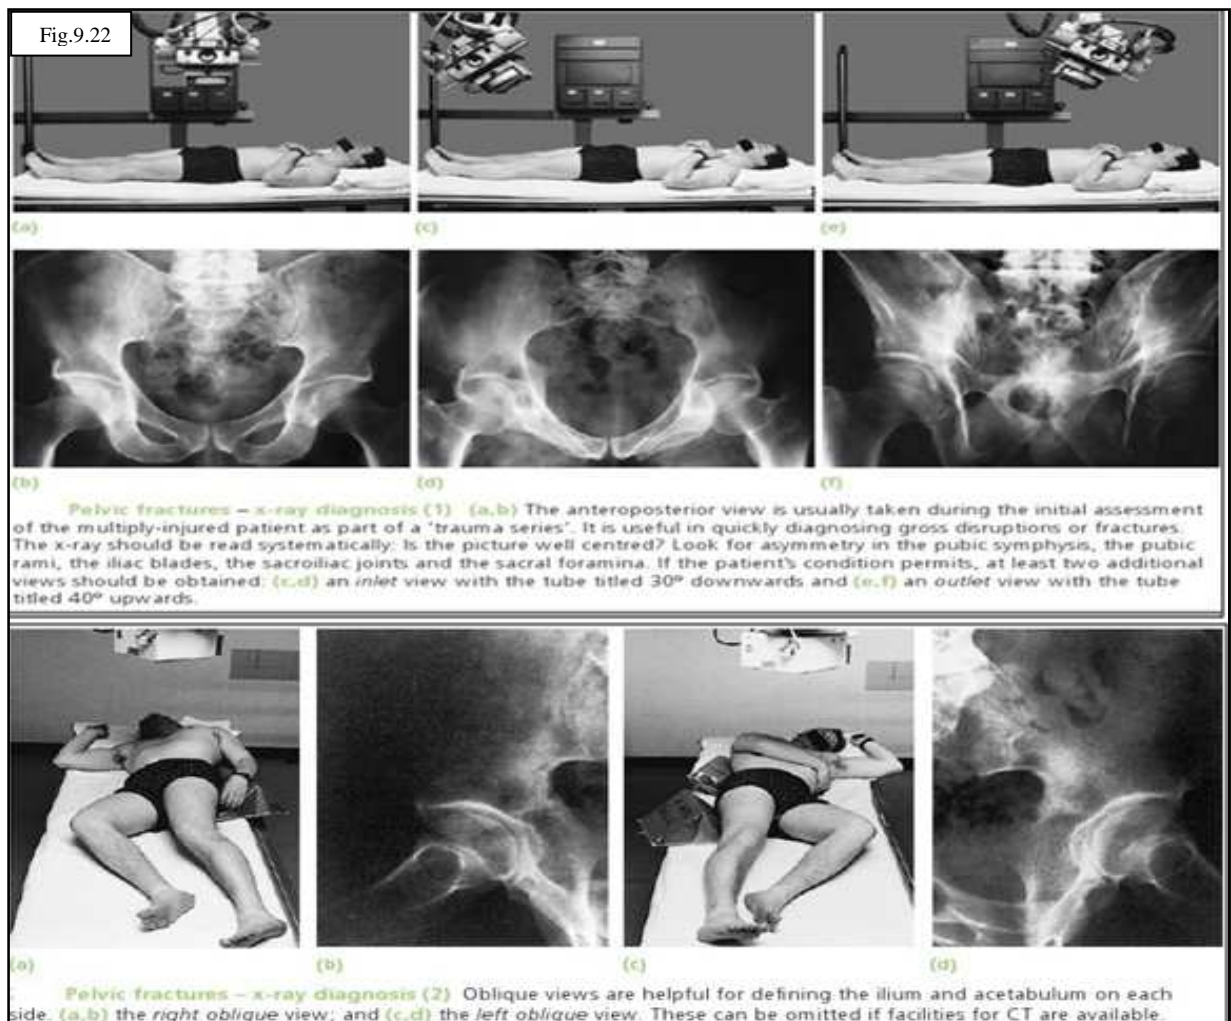 Fig.9.22
(a) (c) (e)
(b) (d) (f)
Pelvic fractures – x-ray diagnosis (1) (a,b) The anteroposterior view is usually taken during the initial assessment
of the multiply-injured patient as part of a 'trauma series'. It is useful in quickly diagnosing gross disruptions or fractures.
The x-ray should be read systematically: Is the picture well centred? Look for asymmetry in the pubic symphysis, the pubic
rami, the iliac blades, the sacroiliac joints and the sacral foramina. If the patient's condition permits, at least two additional
views should be obtained: (c,d) an inlet view with the tube titled 30° downwards and (e,f) an outlet view with the tube
titled 40° upwards.
(a) (b) (c) (d)
Pelvic fractures – x-ray diagnosis (2) Oblique views are helpful for defining the ilium and acetabulum on each
side. (a,b) the right oblique view; and (c,d) the left oblique view. These can be omitted if facilities for CT are available.